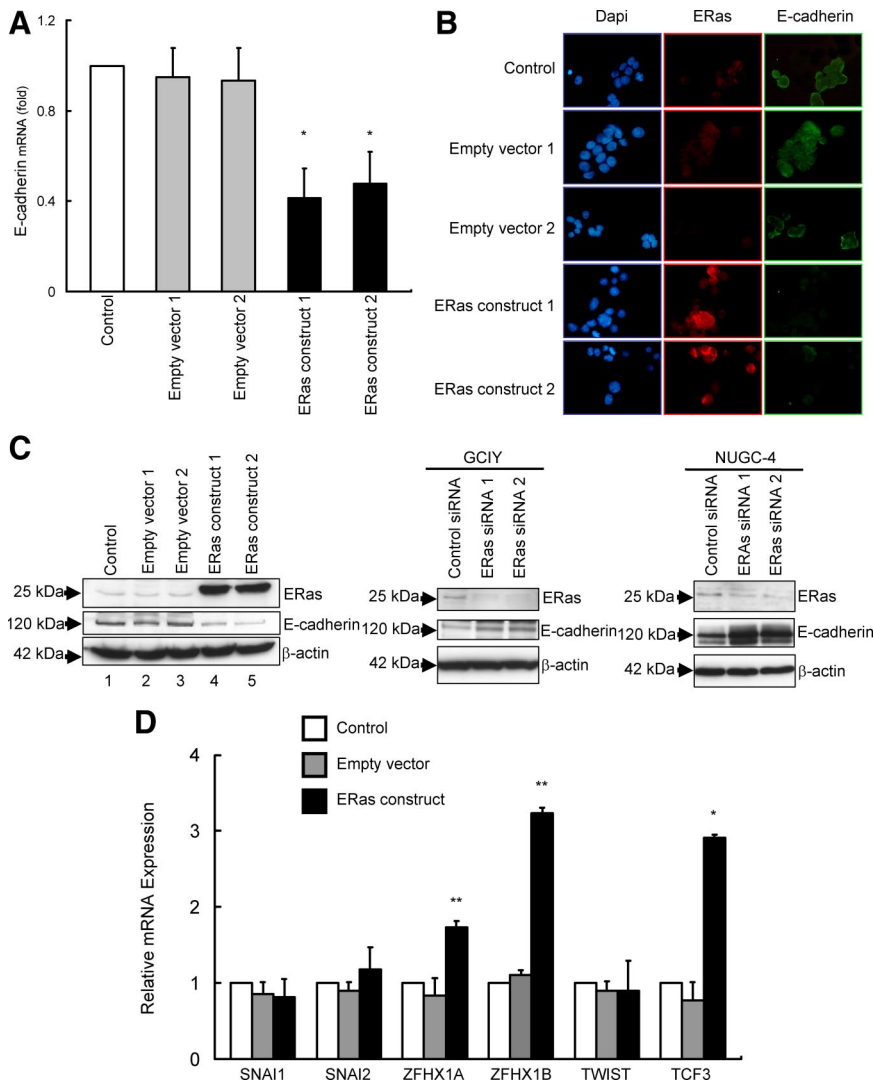 A
1.2
0.8
0.4
0
E-cadherin mRNA (fold)
*
*
Control
Empty vector 1
Empty vector 2
ERas construct 1
ERas construct 2
B
Dapi ERas E-cadherin
Control
Empty vector 1
Empty vector 2
ERas construct 1
ERas construct 2
C
Control
Empty vector 1
Empty vector 2
ERas construct 1
ERas construct 2
25 kDa ERas
120 kDa E-cadherin
42 kDa β-actin
1 2 3 4 5
GCIY
Control siRNA
ERas siRNA 1
ERas siRNA 2
25 kDa ERas
120 kDa E-cadherin
42 kDa β-actin
NUGC-4
Control siRNA
ERAs siRNA 1
ERas siRNA 2
25 kDa ERas
120 kDa E-cadherin
42 kDa β-actin
D
Control
Empty vector
ERas construct
4
3
2
1
0
Relative mRNA Expression
**
**
*
SNAI1 SNAI2 ZFHX1A ZFHX1B TWIST TCF3